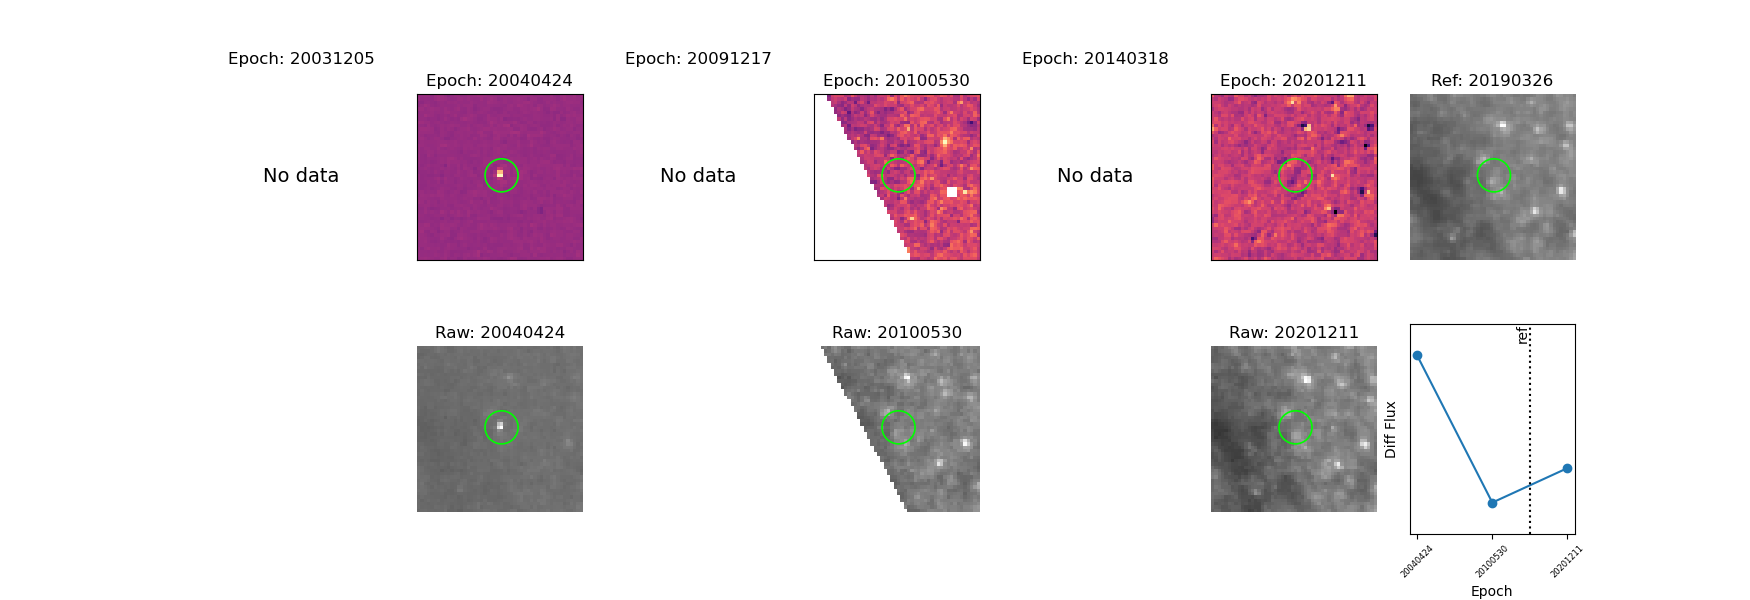 Epoch: 20031205
Epoch: 20040424
Epoch: 20091217
Epoch: 20100530
Epoch: 20140318
Epoch: 20201211
Ref: 20190326
No data
No data
No data
Raw: 20040424
Raw: 20100530
Raw: 20201211
ref
Diff Flux
20040424
20100530
20201211
Epoch